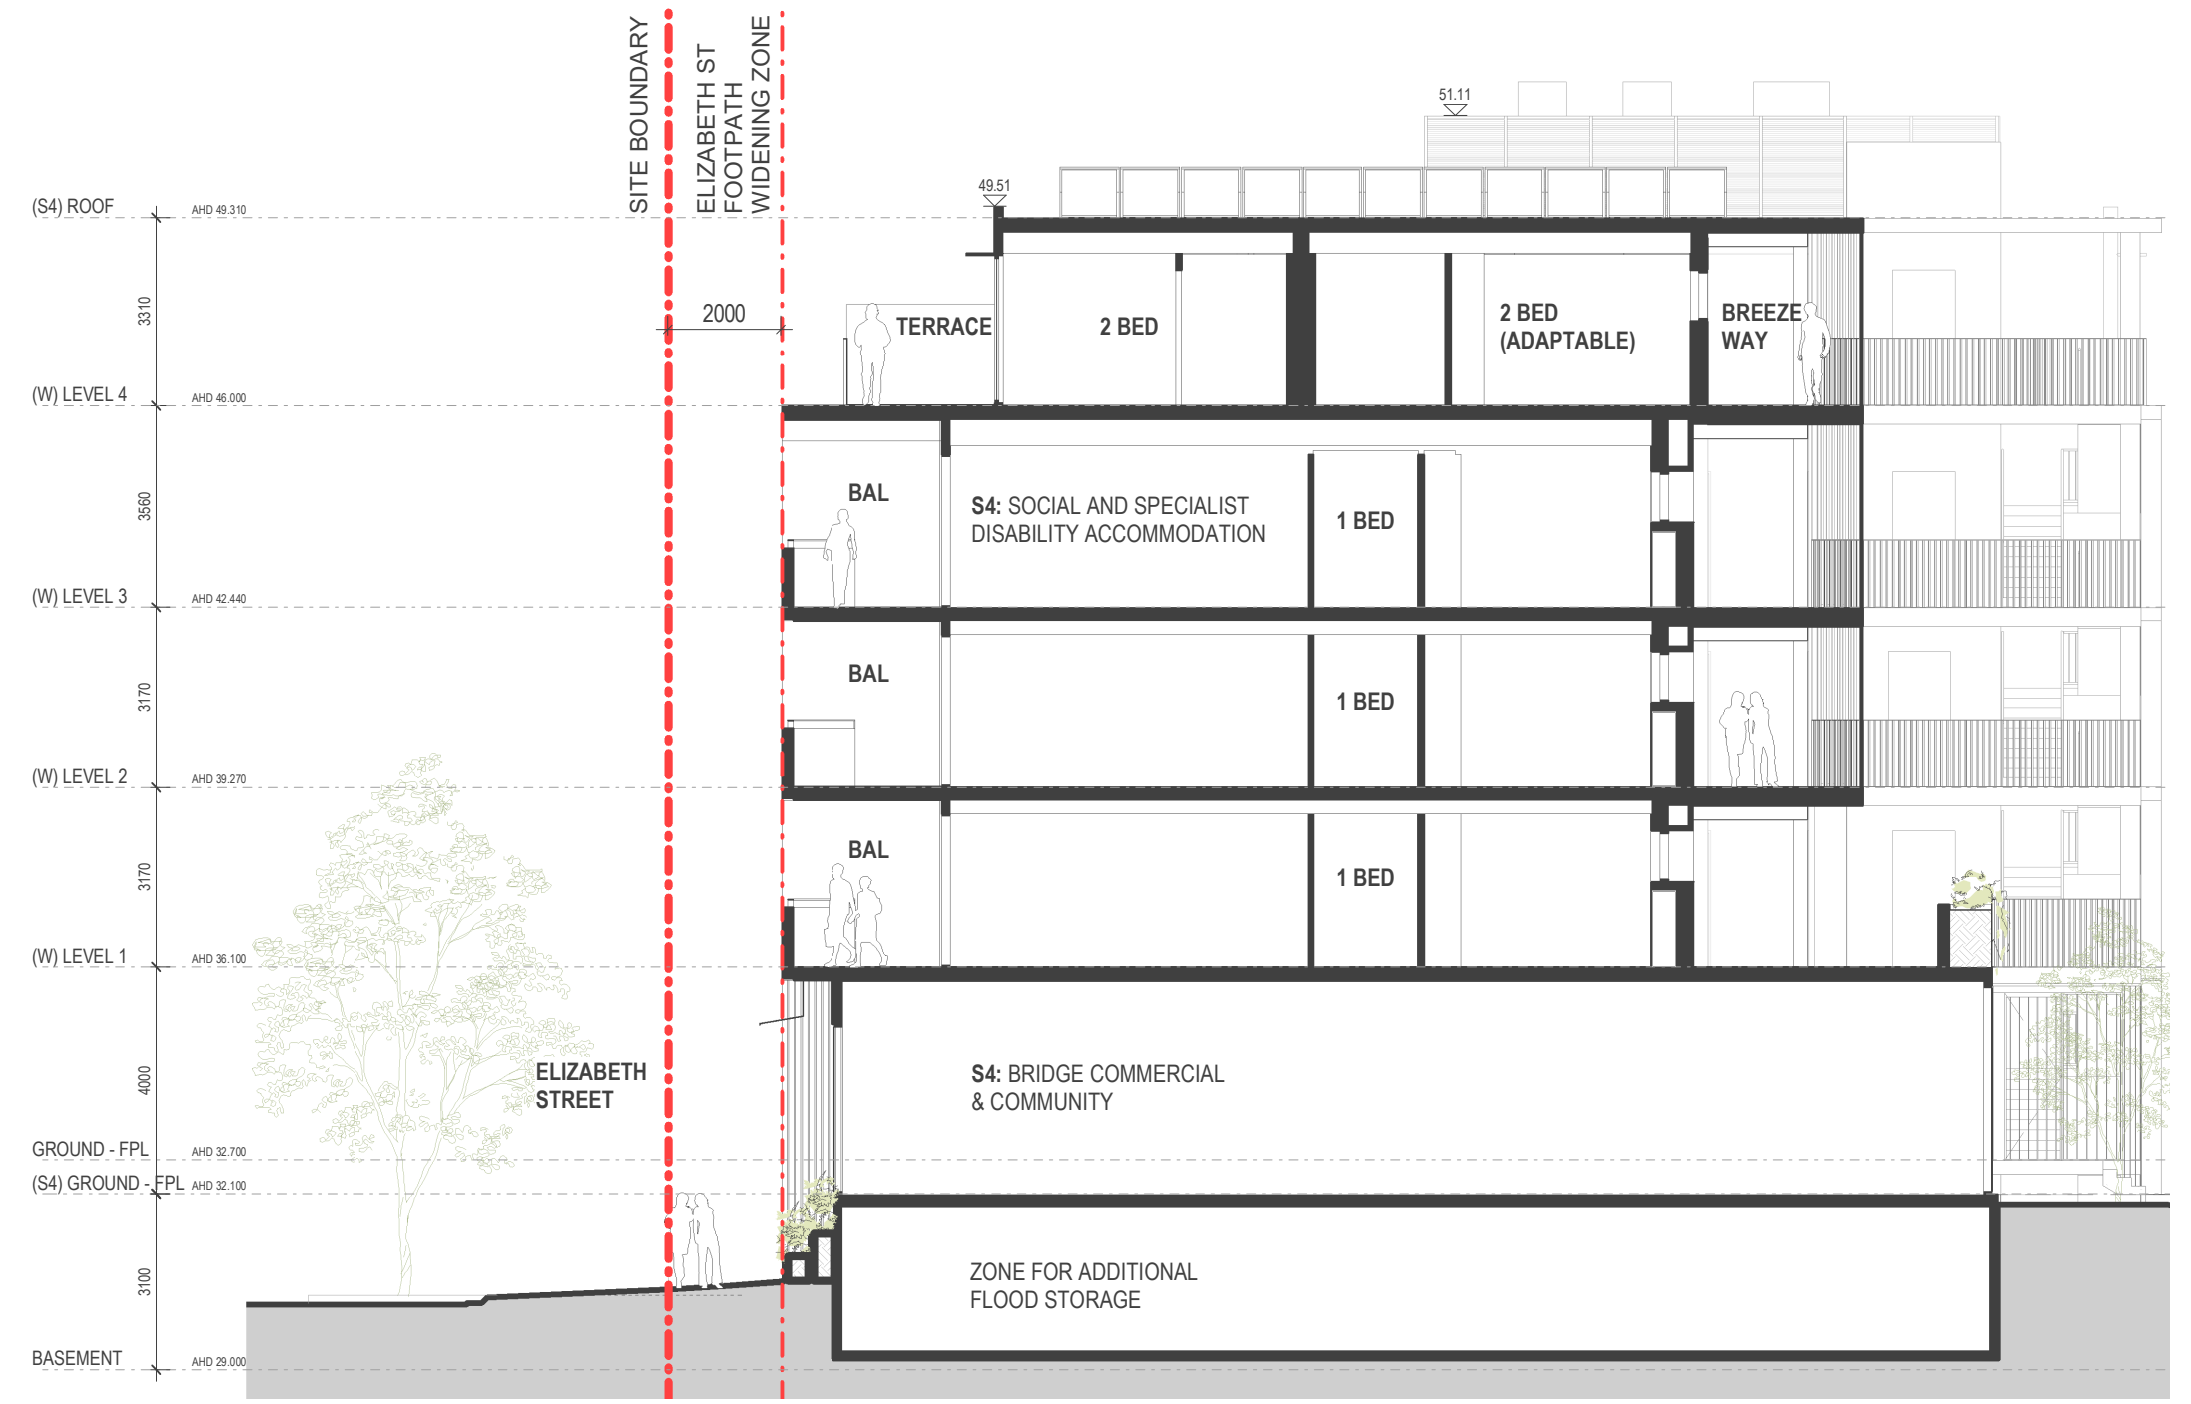 SITE BOUNDARY
ELIZABETH ST
FOOTPATH
WIDENING ZONE
51.11
49.51
(S4) ROOF
AHD 49.310
3310
2000
TERRACE
2 BED
2 BED
(ADAPTABLE)
BREEZE
WAY
(W) LEVEL 4
AHD 46.000
3560
BAL
S4: SOCIAL AND SPECIALIST
DISABILITY ACCOMMODATION
1 BED
(W) LEVEL 3
AHD 42.440
3170
BAL
1 BED
(W) LEVEL 2
AHD 39.270
3170
BAL
1 BED
(W) LEVEL 1
AHD 36.100
4000
ELIZABETH
STREET
S4: BRIDGE COMMERCIAL
& COMMUNITY
GROUND - FPL
AHD 32.700
(S4) GROUND - FPL
AHD 32.100
3100
ZONE FOR ADDITIONAL
FLOOD STORAGE
BASEMENT
AHD 29.000